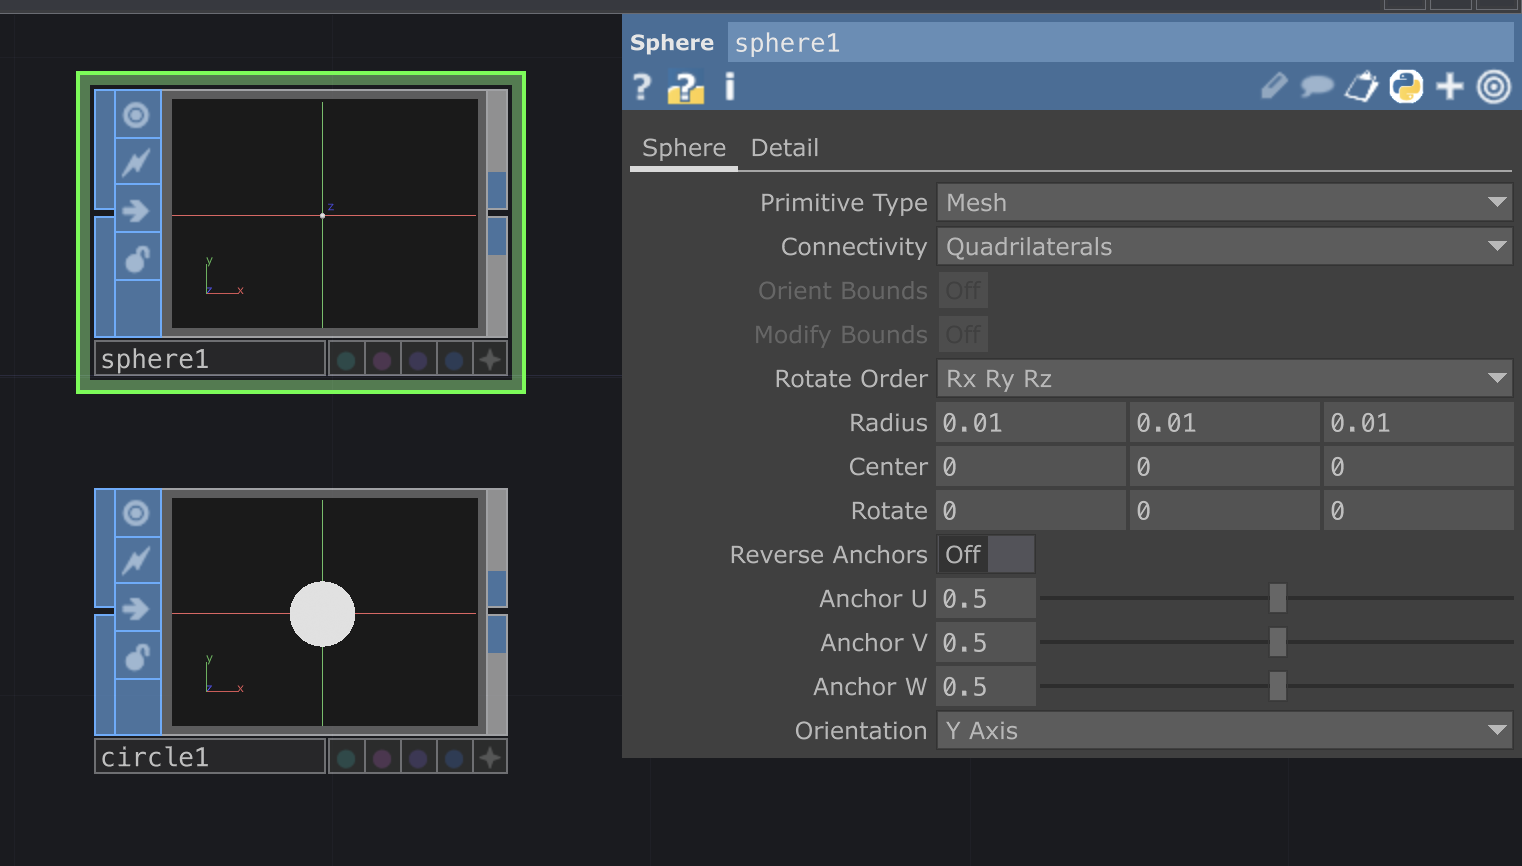 z
y
z x
sphere1
y
z x
circle1
Sphere sphere1
? ? i
Sphere Detail
Primitive Type Mesh
Connectivity Quadrilaterals
Orient Bounds Off
Modify Bounds Off
Rotate Order Rx Ry Rz
Radius 0.01 0.01 0.01
Center 0 0 0
Rotate 0 0 0
Reverse Anchors Off
Anchor U 0.5
Anchor V 0.5
Anchor W 0.5
Orientation Y Axis